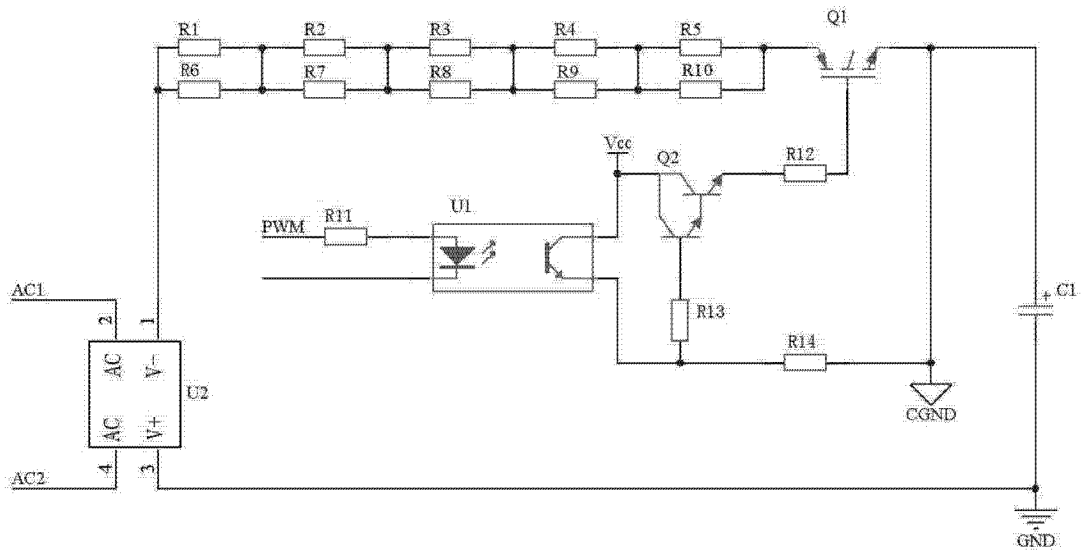 Q1
R1 R2 R3 R4 R5
R6 R7 R8 R9 R10
Vcc
Q2
R12
U1
PWM
R11
AC1
C1
+
R13
R14
2 1
AC V-
U2
CGND
AC V+
4 3
AC2
GND